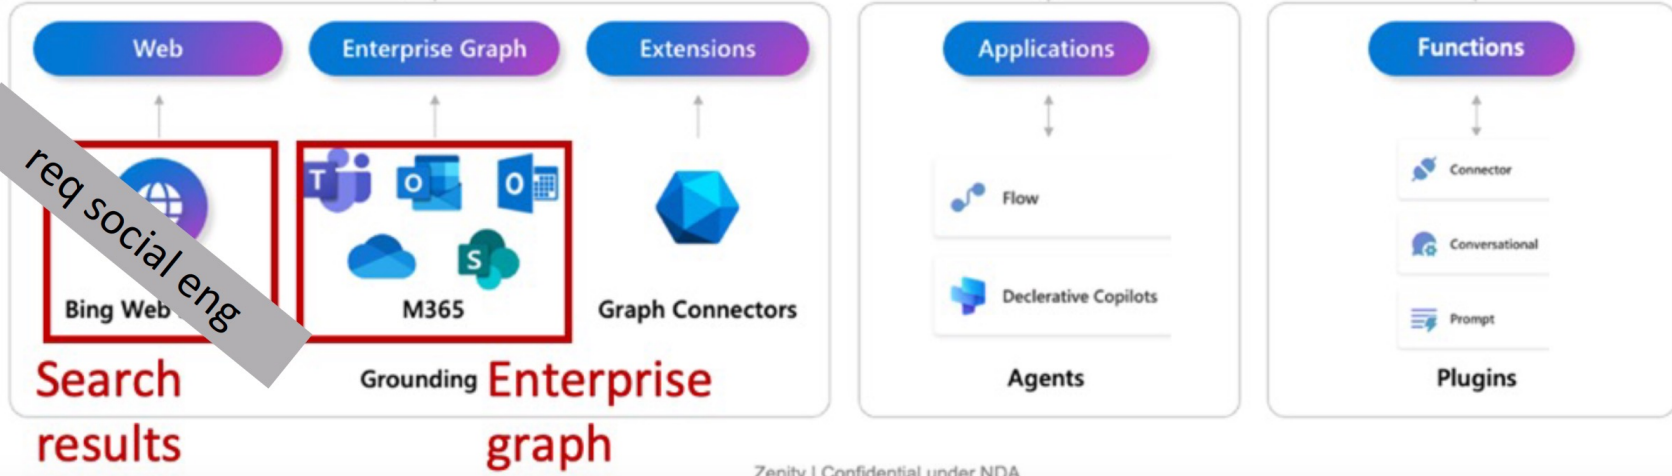 Web
Enterprise Graph
Extensions
Applications
Functions
req social eng
Bing Web
M365
Graph Connectors
Flow
Declerative Copilots
Connector
Conversational
Prompt
Search
results
Grounding
Enterprise
graph
Agents
Plugins
Zenity | Confidential under NDA